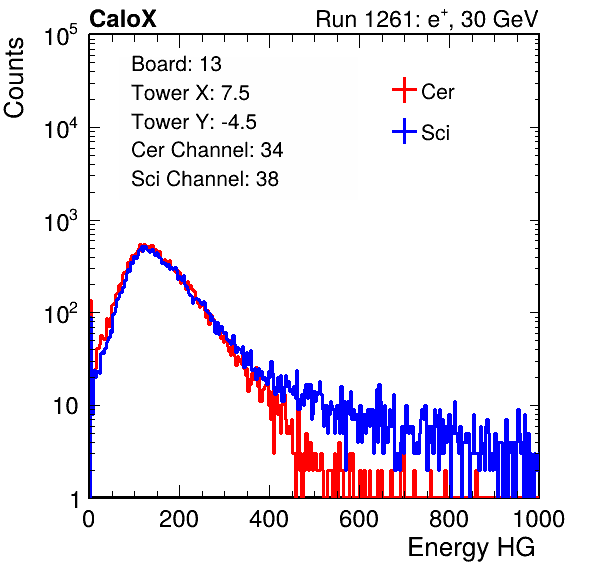 CaloX Run 1261: e⁺, 30 GeV
Counts
10⁵
10⁴
10³
10²
10
1
Board: 13
Tower X: 7.5
Tower Y: -4.5
Cer Channel: 34
Sci Channel: 38
Cer
Sci
0 200 400 600 800 1000
Energy HG